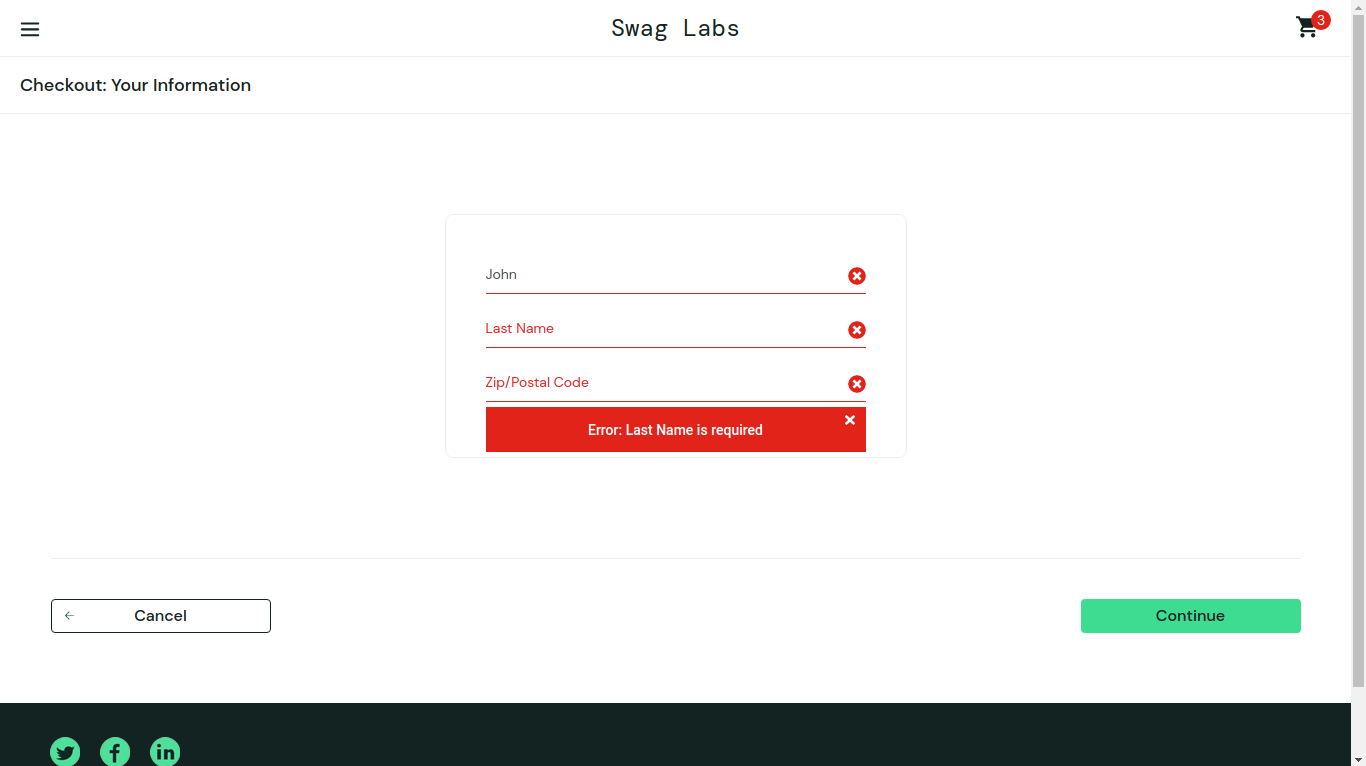 Swag Labs
3
Checkout: Your Information
John
Last Name
Zip/Postal Code
Error: Last Name is required
Cancel
Continue